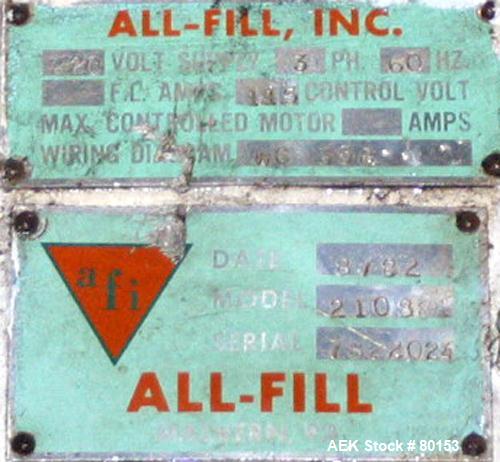 ALL-FILL, INC.
VOLT SUPPLY 3 PH. 60 HZ.
F.L. AMPS 115 CONTROL VOLT
MAX. CONTROLLED MOTOR AMPS
WIRING DIAGRAM
afi
DATE 8/82
MODEL
SERIAL
ALL-FILL
AEK Stock # 80153